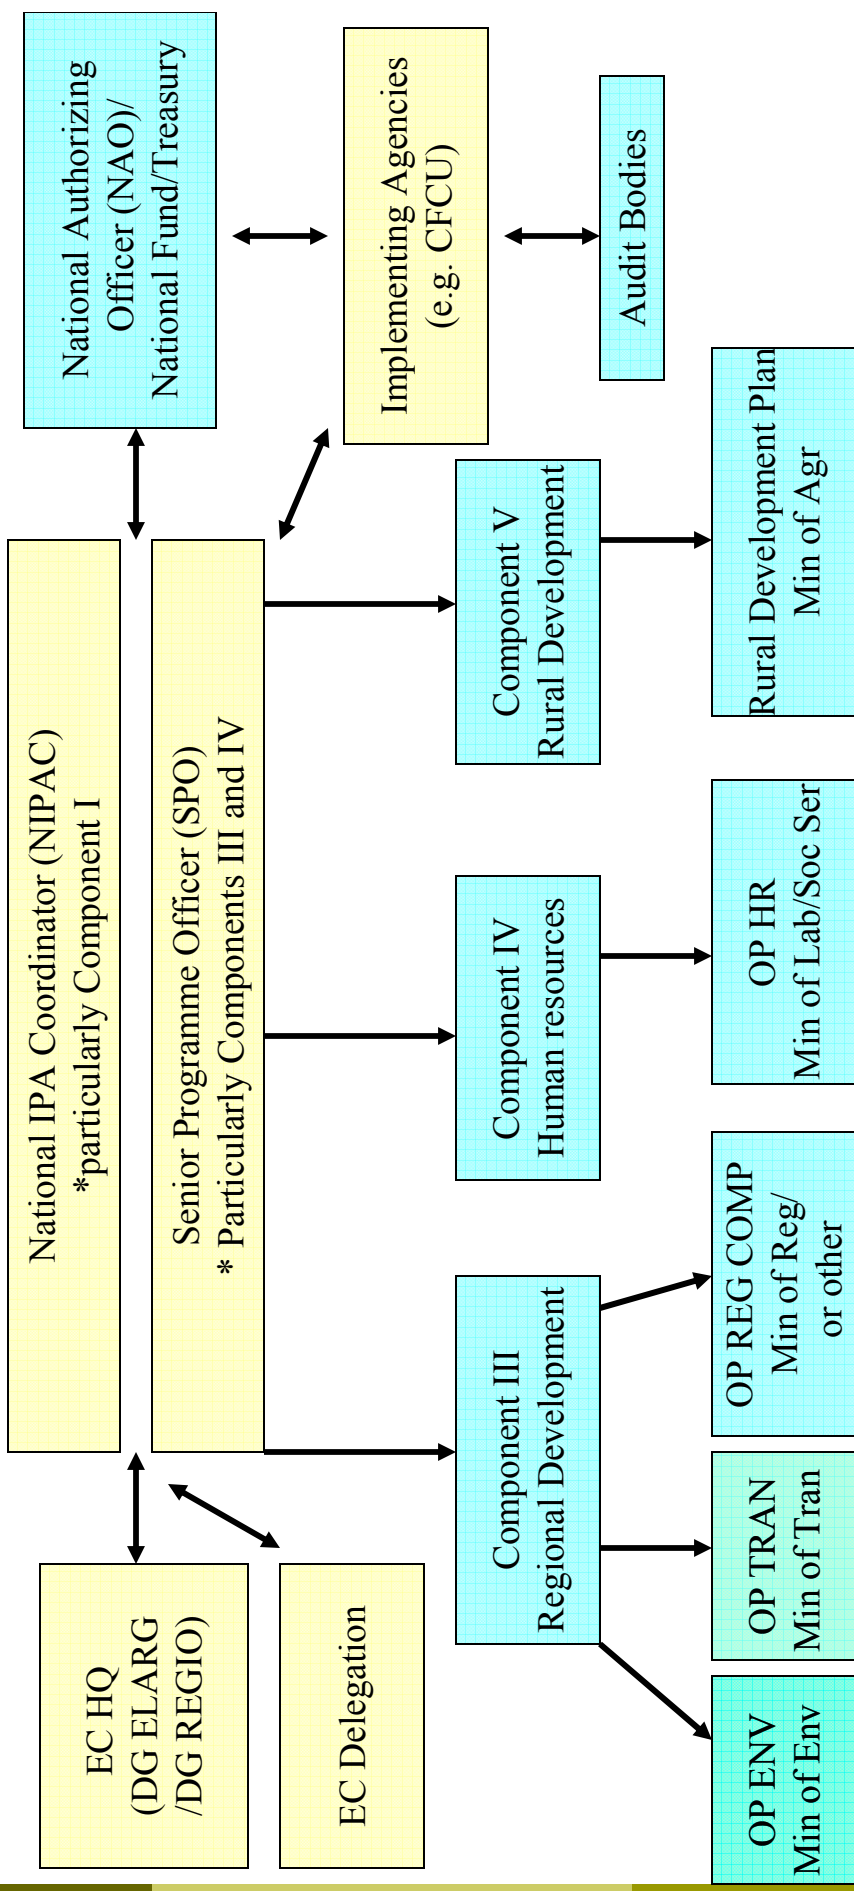 EC HQ
(DG ELARG
/DG REGIO)
National IPA Coordinator (NIPAC)
*particularly Component I
National Authorizing
Officer (NAO)/
National Fund/Treasury
Senior Programme Officer (SPO)
* Particularly Components III and IV
EC Delegation
Implementing Agencies
(e.g. CFCU)
Component III
Regional Development
Component IV
Human resources
Component V
Rural Development
Audit Bodies
OP ENV
Min of Env
OP TRAN
Min of Tran
OP REG COMP
Min of Reg/
or other
OP HR
Min of Lab/Soc Ser
Rural Development Plan
Min of Agr